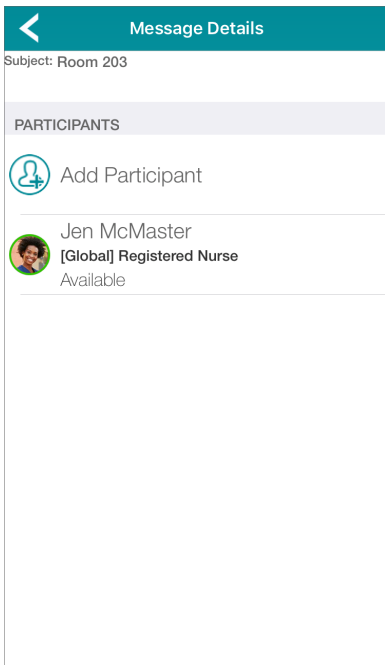 Message Details
Subject: Room 203
PARTICIPANTS
Add Participant
Jen McMaster
[Global] Registered Nurse
Available